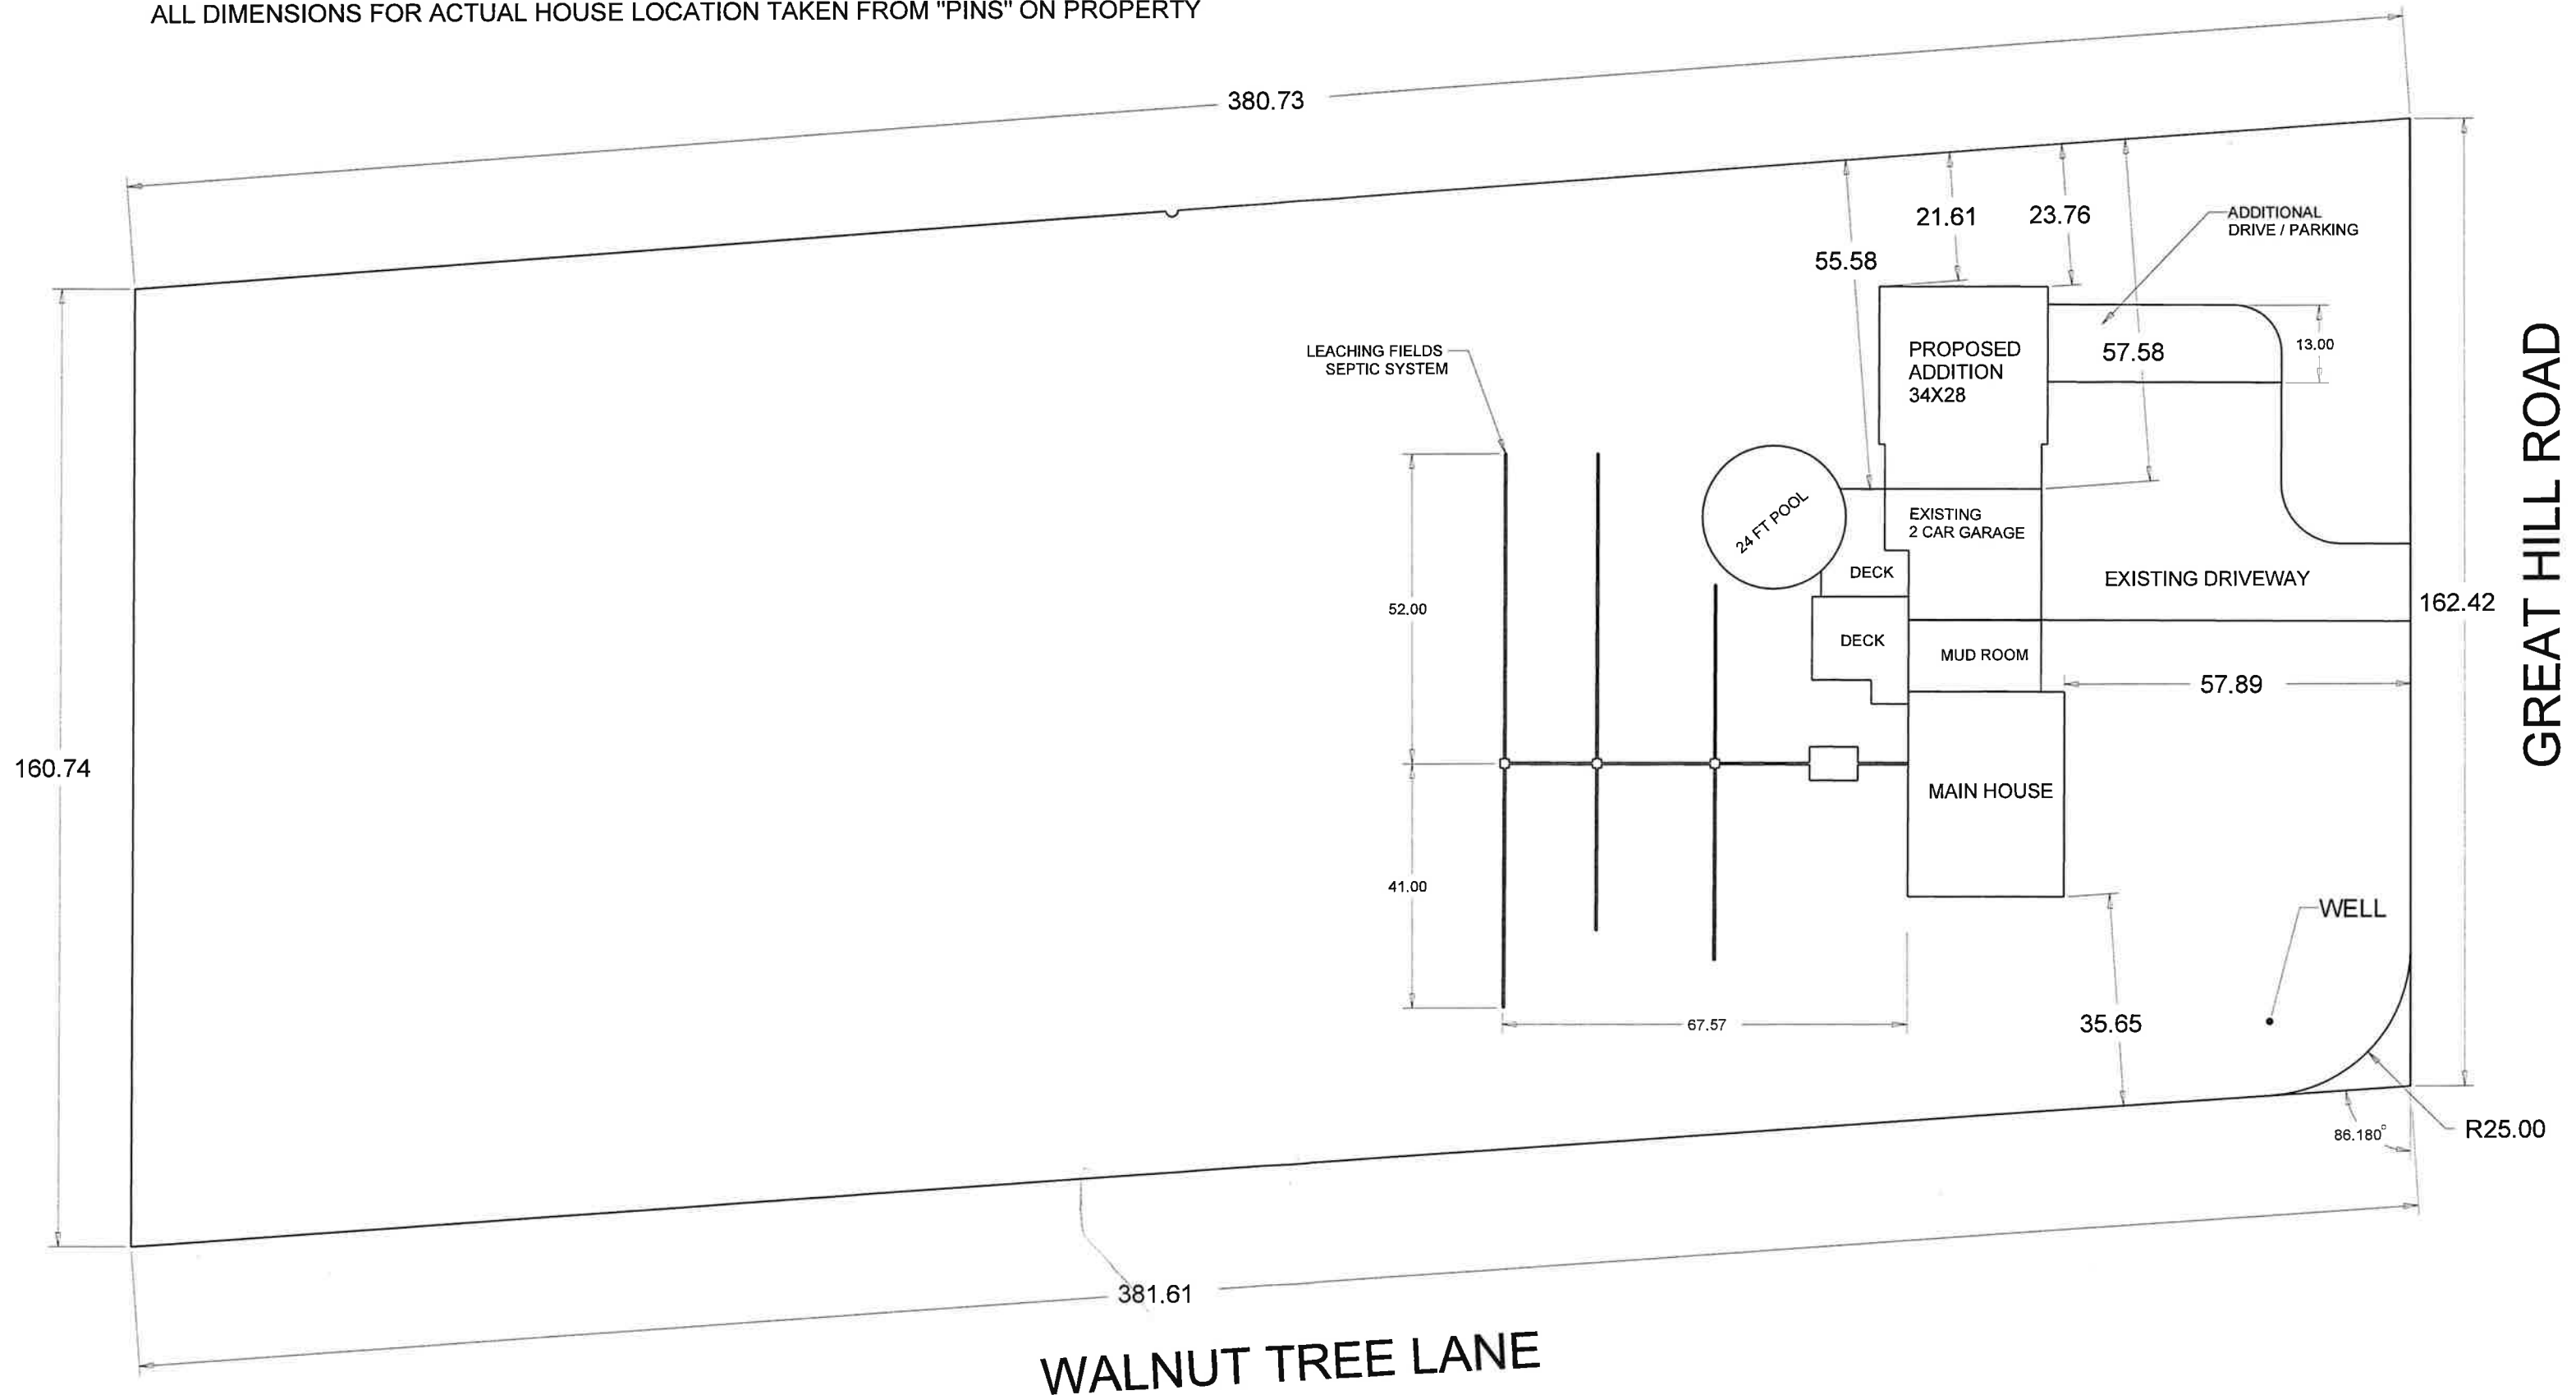 ALL DIMENSIONS FOR ACTUAL HOUSE LOCATION TAKEN FROM "PINS" ON PROPERTY
380.73
21.61
23.76
ADDITIONAL
DRIVE / PARKING
55.58
LEACHING FIELDS
SEPTIC SYSTEM
PROPOSED
ADDITION
34X28
57.58
13.00
GREAT HILL ROAD
24 FT POOL
EXISTING
2 CAR GARAGE
DECK
EXISTING DRIVEWAY
52.00
162.42
DECK
MUD ROOM
57.89
160.74
MAIN HOUSE
41.00
WELL
67.57
35.65
86.180°
R25.00
381.61
WALNUT TREE LANE